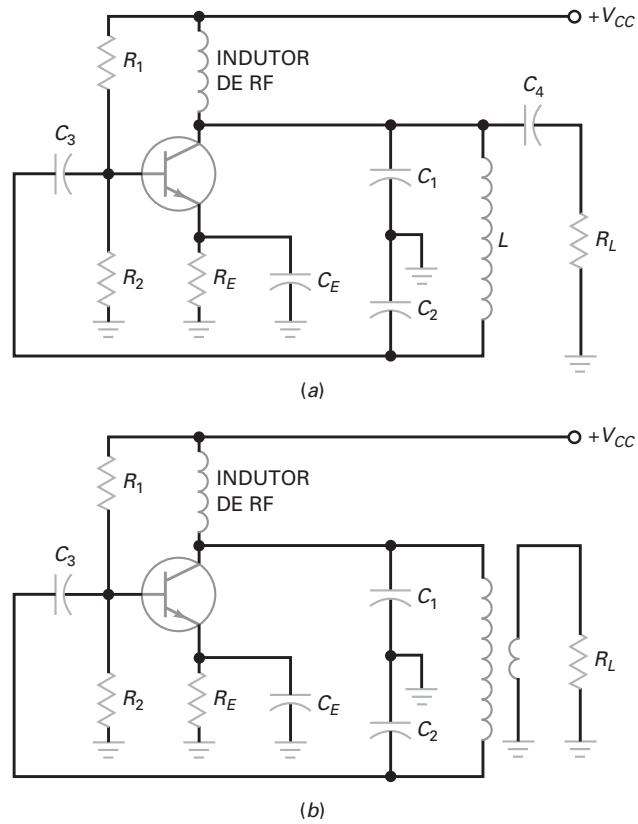 +V_CC
R_1
INDUTOR
DE RF
C_4
C_3
C_1
L
R_L
R_2
R_E
C_E
C_2
(a)
+V_CC
R_1
INDUTOR
DE RF
C_3
C_1
R_L
R_2
R_E
C_E
C_2
(b)